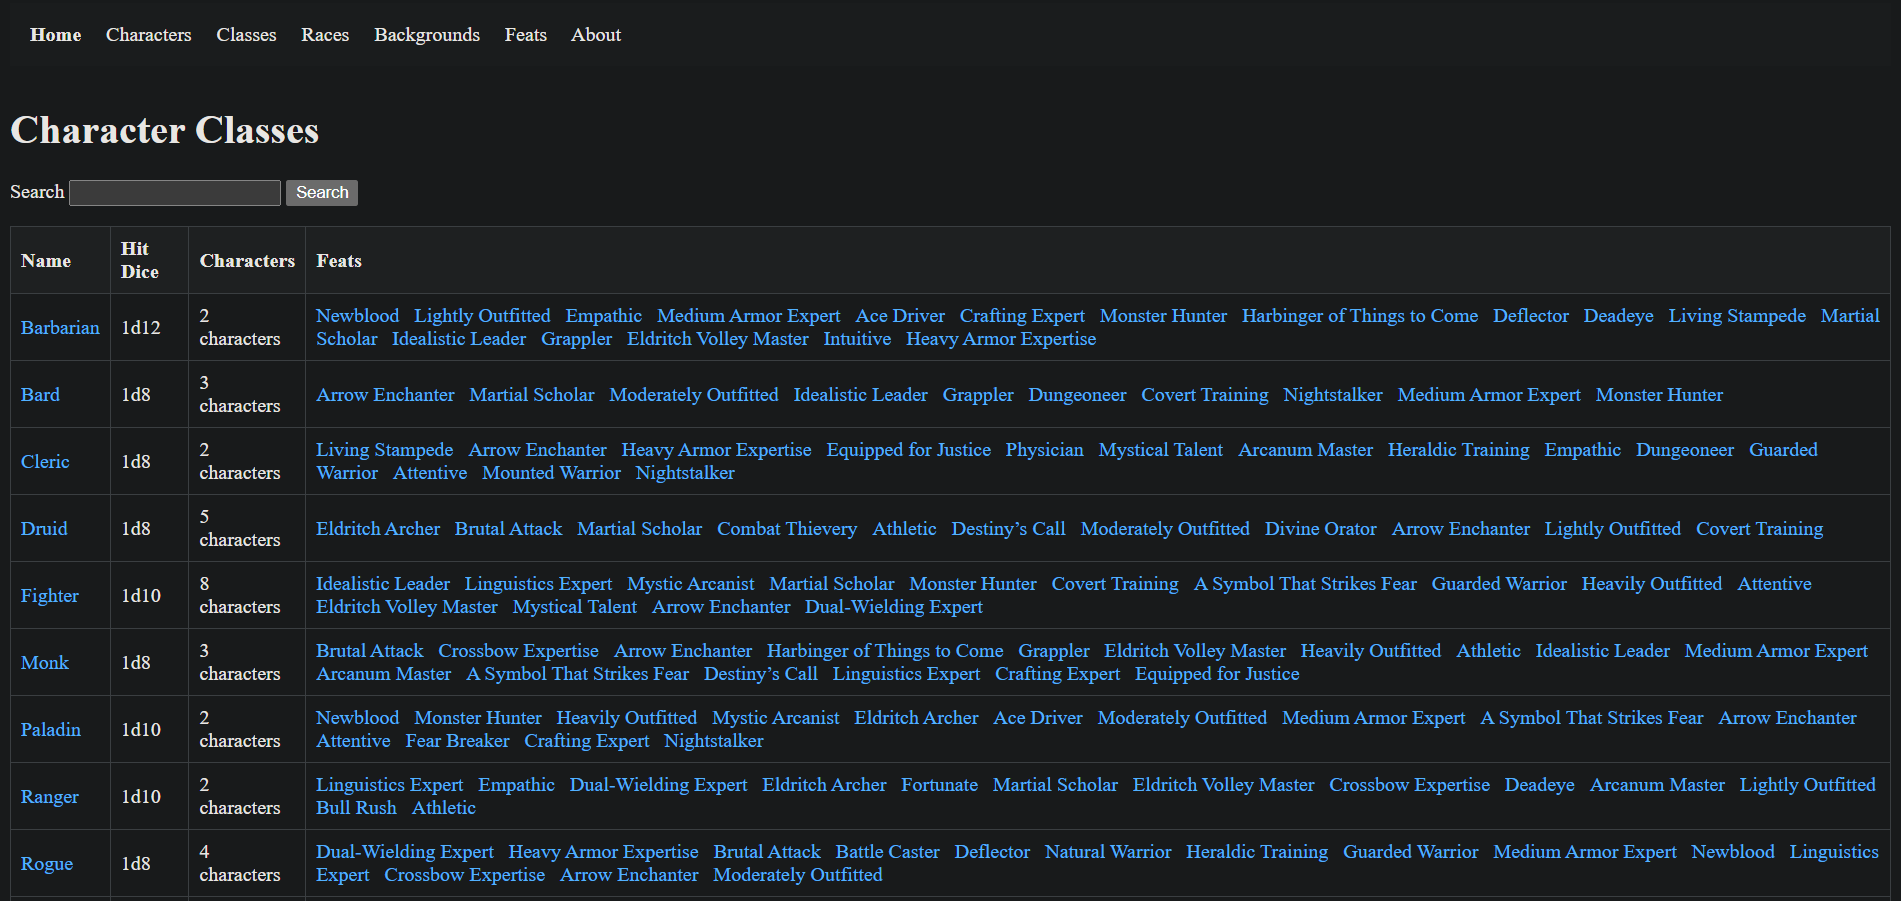 Home Characters Classes Races Backgrounds Feats About
Character Classes
Search Search
Name Hit Dice Characters Feats
Barbarian 1d12 2 characters Newblood Lightly Outfitted Empathic Medium Armor Expert Ace Driver Crafting Expert Monster Hunter Harbinger of Things to Come Deflector Deadeye Living Stampede Martial
Scholar Idealistic Leader Grappler Eldritch Volley Master Intuitive Heavy Armor Expertise
Bard 1d8 3 characters Arrow Enchanter Martial Scholar Moderately Outfitted Idealistic Leader Grappler Dungeoneer Covert Training Nightstalker Medium Armor Expert Monster Hunter
Cleric 1d8 2 characters Living Stampede Arrow Enchanter Heavy Armor Expertise Equipped for Justice Physician Mystical Talent Arcanum Master Heraldic Training Empathic Dungeoneer Guarded
Warrior Attentive Mounted Warrior Nightstalker
Druid 1d8 5 characters Eldritch Archer Brutal Attack Martial Scholar Combat Thievery Athletic Destiny’s Call Moderately Outfitted Divine Orator Arrow Enchanter Lightly Outfitted Covert Training
Fighter 1d10 8 characters Idealistic Leader Linguistics Expert Mystic Arcanist Martial Scholar Monster Hunter Covert Training A Symbol That Strikes Fear Guarded Warrior Heavily Outfitted Attentive
Eldritch Volley Master Mystical Talent Arrow Enchanter Dual-Wielding Expert
Monk 1d8 3 characters Brutal Attack Crossbow Expertise Arrow Enchanter Harbinger of Things to Come Grappler Eldritch Volley Master Heavily Outfitted Athletic Idealistic Leader Medium Armor Expert
Arcanum Master A Symbol That Strikes Fear Destiny’s Call Linguistics Expert Crafting Expert Equipped for Justice
Paladin 1d10 2 characters Newblood Monster Hunter Heavily Outfitted Mystic Arcanist Eldritch Archer Ace Driver Moderately Outfitted Medium Armor Expert A Symbol That Strikes Fear Arrow Enchanter
Attentive Fear Breaker Crafting Expert Nightstalker
Ranger 1d10 2 characters Linguistics Expert Empathic Dual-Wielding Expert Eldritch Archer Fortunate Martial Scholar Eldritch Volley Master Crossbow Expertise Deadeye Arcanum Master Lightly Outfitted
Bull Rush Athletic
Rogue 1d8 4 characters Dual-Wielding Expert Heavy Armor Expertise Brutal Attack Battle Caster Deflector Natural Warrior Heraldic Training Guarded Warrior Medium Armor Expert Newblood Linguistics
Expert Crossbow Expertise Arrow Enchanter Moderately Outfitted